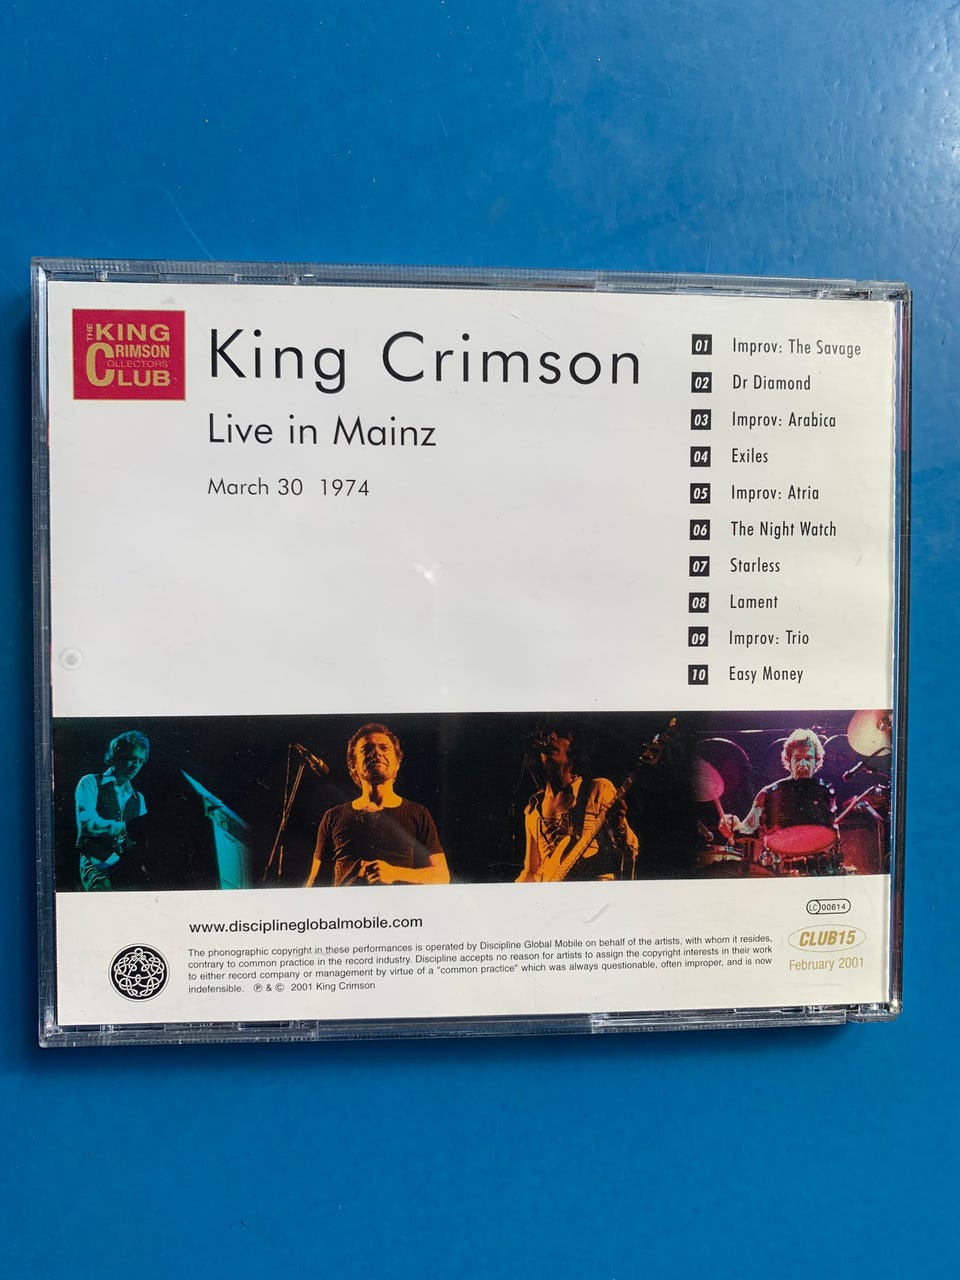 THE KING
CRIMSON
COLLECTORS'
CLUB
King Crimson
Live in Mainz
March 30 1974
01 Improv: The Savage
02 Dr Diamond
03 Improv: Arabica
04 Exiles
05 Improv: Atria
06 The Night Watch
07 Starless
08 Lament
09 Improv: Trio
10 Easy Money
www.disciplineglobalmobile.com
The phonographic copyright in these performances is operated by Discipline Global Mobile on behalf of the artists, with whom it resides,
contrary to common practice in the record industry. Discipline accepts no reason for artists to assign the copyright interests in their work
to either record company or management by virtue of a "common practice" which was always questionable, often improper, and is now
indefensible. ℗ & © 2001 King Crimson
LC 00614
CLUB15
February 2001